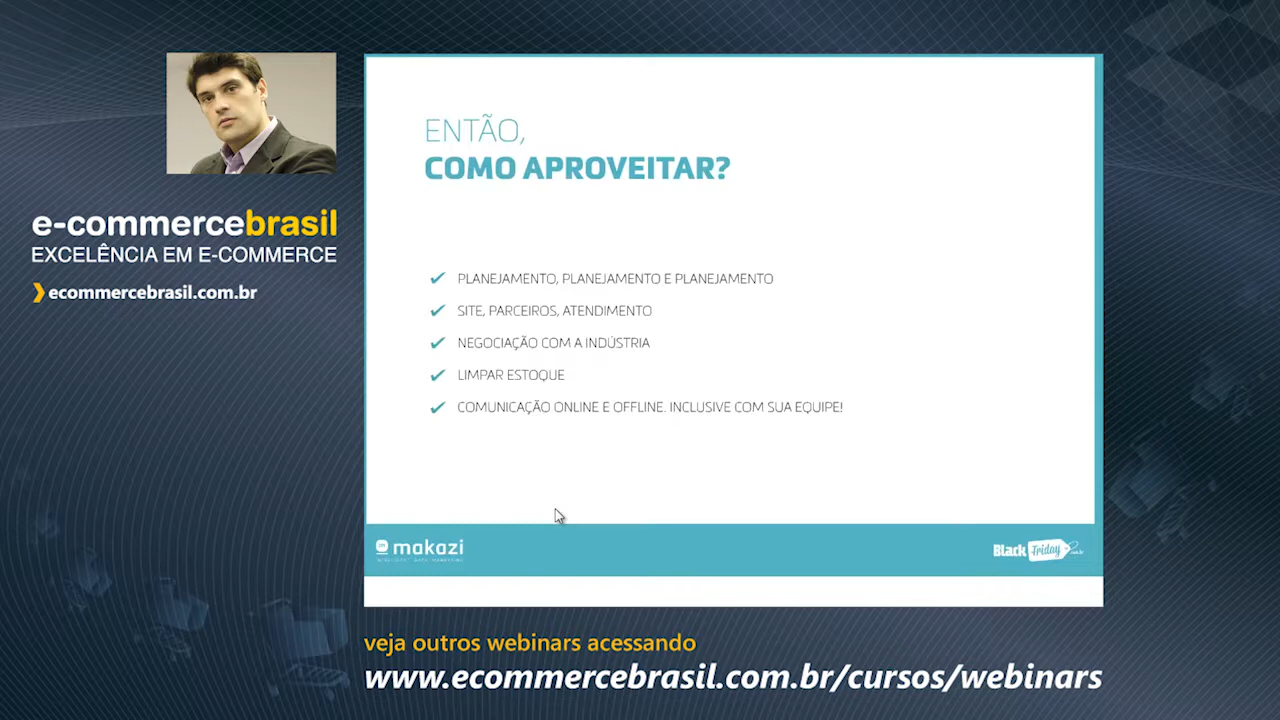 e-commercebrasil
EXCELÊNCIA EM E-COMMERCE
ecommercebrasil.com.br
ENTÃO,
COMO APROVEITAR?
PLANEJAMENTO, PLANEJAMENTO E PLANEJAMENTO
SITE, PARCEIROS, ATENDIMENTO
NEGOCIAÇÃO COM A INDÚSTRIA
LIMPAR ESTOQUE
COMUNICAÇÃO ONLINE E OFFLINE. INCLUSIVE COM SUA EQUIPE!
makazi
Black Friday
veja outros webinars acessando
www.ecommercebrasil.com.br/cursos/webinars